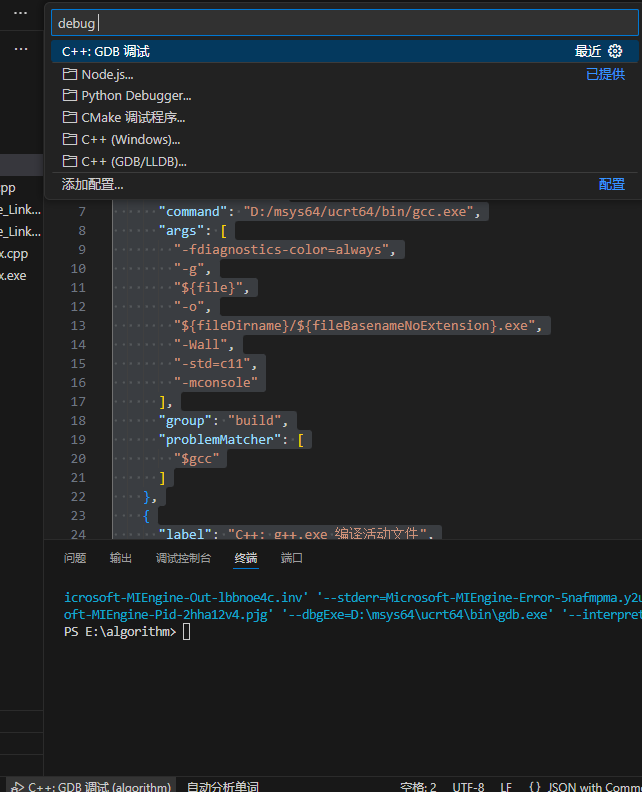 debug
C++: GDB 调试 最近
Node.js... 已提供
Python Debugger...
CMake 调试程序...
C++ (Windows)...
C++ (GDB/LLDB)...
添加配置... 配置
cpp
e_Link...
e_Link...
x.cpp
x.exe
7 "command": "D:/msys64/ucrt64/bin/gcc.exe",
8 "args": [
9 "-fdiagnostics-color=always",
10 "-g",
11 "${file}",
12 "-o",
13 "${fileDirname}/${fileBasenameNoExtension}.exe",
14 "-Wall",
15 "-std=c11",
16 "-mconsole"
17 ],
18 "group": "build",
19 "problemMatcher": [
20 "$gcc"
21 ]
22 },
23 {
24 "label": "C++: g++.exe 编译活动文件",
问题 输出 调试控制台 终端 端口
icrosoft-MIEngine-Out-lbbnoe4c.inv' '--stderr=Microsoft-MIEngine-Error-5nafmpma.y2u
oft-MIEngine-Pid-2hha12v4.pjg' '--dbgExe=D:\msys64\ucrt64\bin\gdb.exe' '--interpret
PS E:\algorithm>
C++: GDB 调试 (algorithm) 自动分析单词 空格: 2 UTF-8 LF {} JSON with Comm